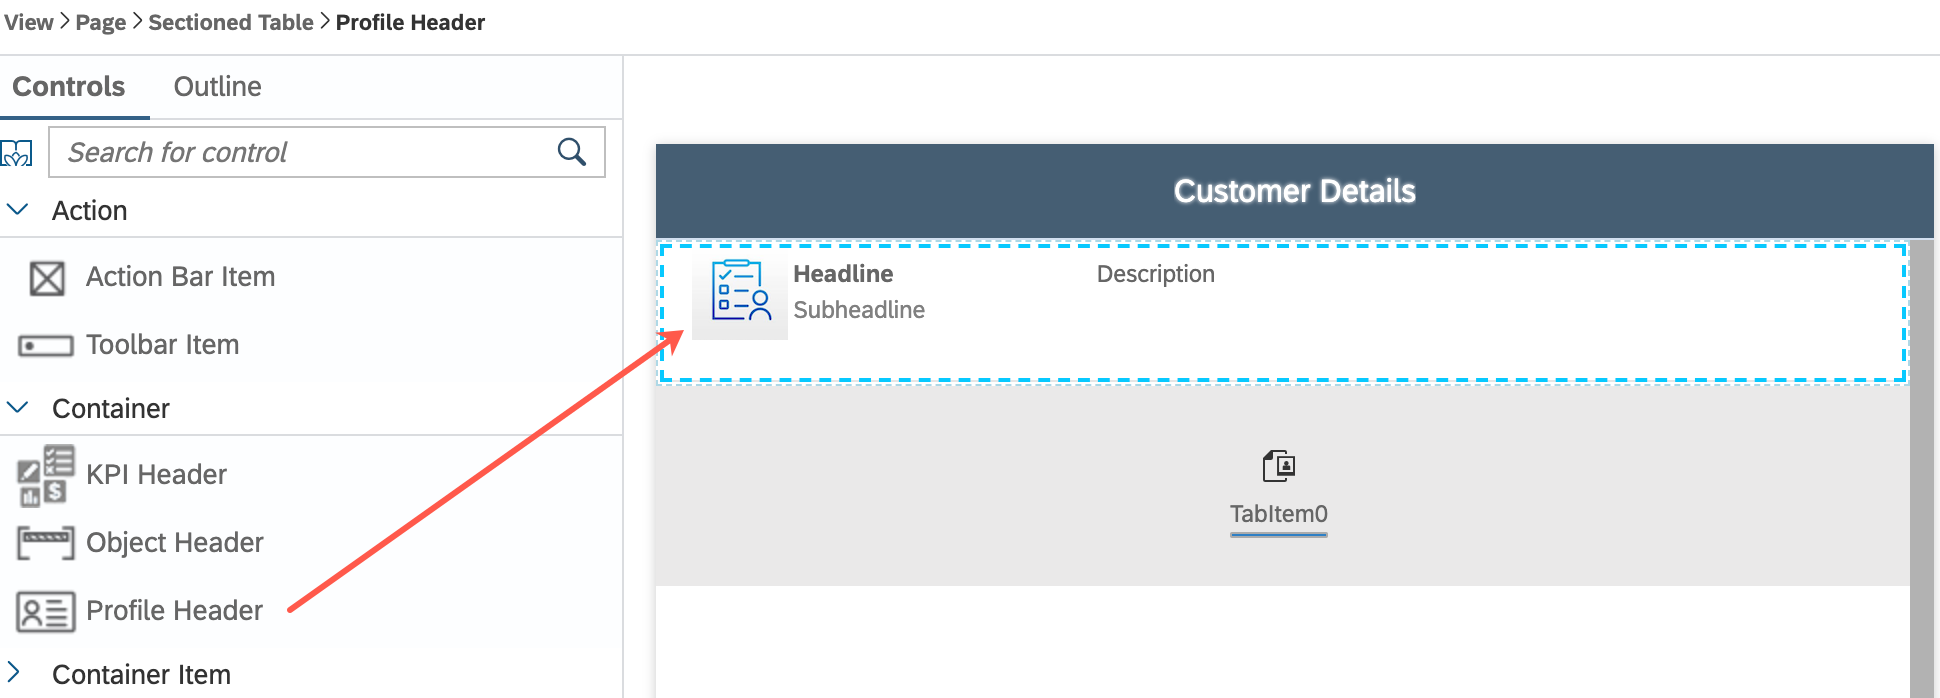 View > Page > Sectioned Table > Profile Header
Controls Outline
Search for control
Action
Action Bar Item
Toolbar Item
Container
KPI Header
Object Header
Profile Header
Container Item
Customer Details
Headline Description
Subheadline
TabItem0